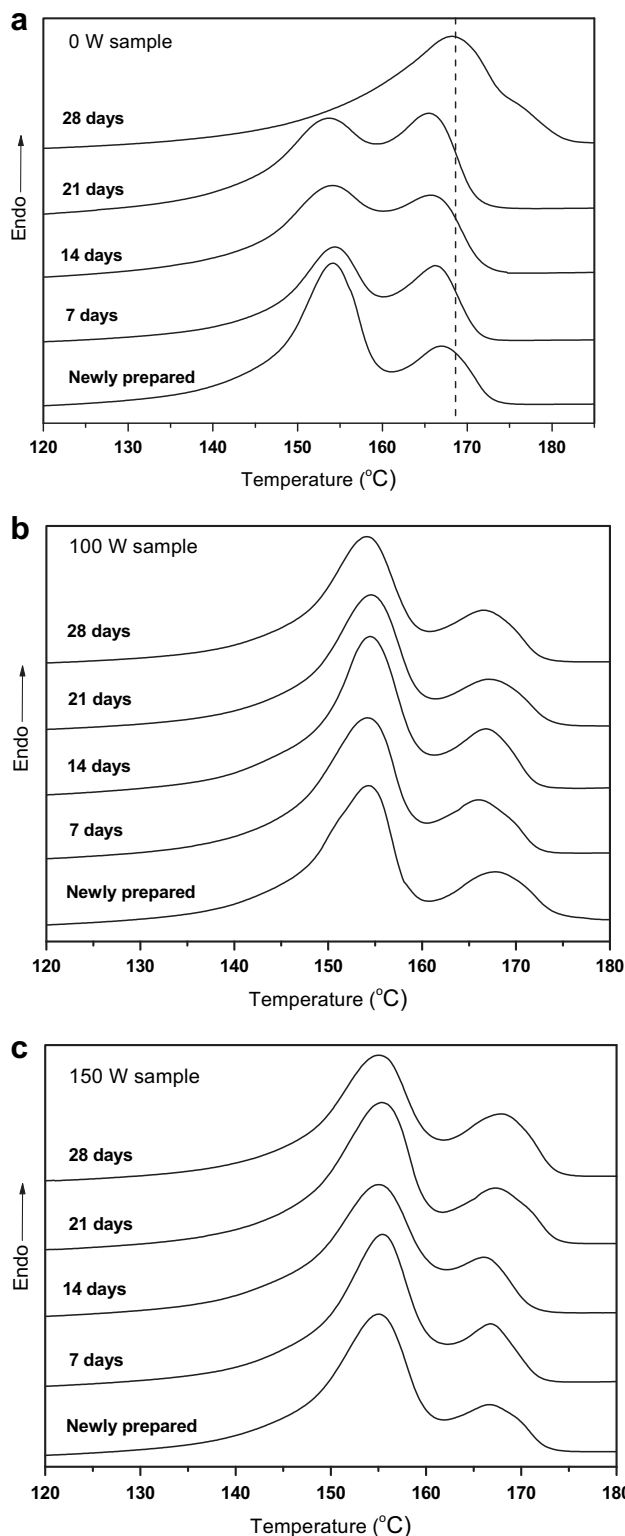 a
0 W sample
28 days
21 days
14 days
7 days
Newly prepared
Endo
120 130 140 150 160 170 180
Temperature (°C)
b
100 W sample
28 days
21 days
14 days
7 days
Newly prepared
Endo
120 130 140 150 160 170 180
Temperature (°C)
c
150 W sample
28 days
21 days
14 days
7 days
Newly prepared
Endo
120 130 140 150 160 170 180
Temperature (°C)